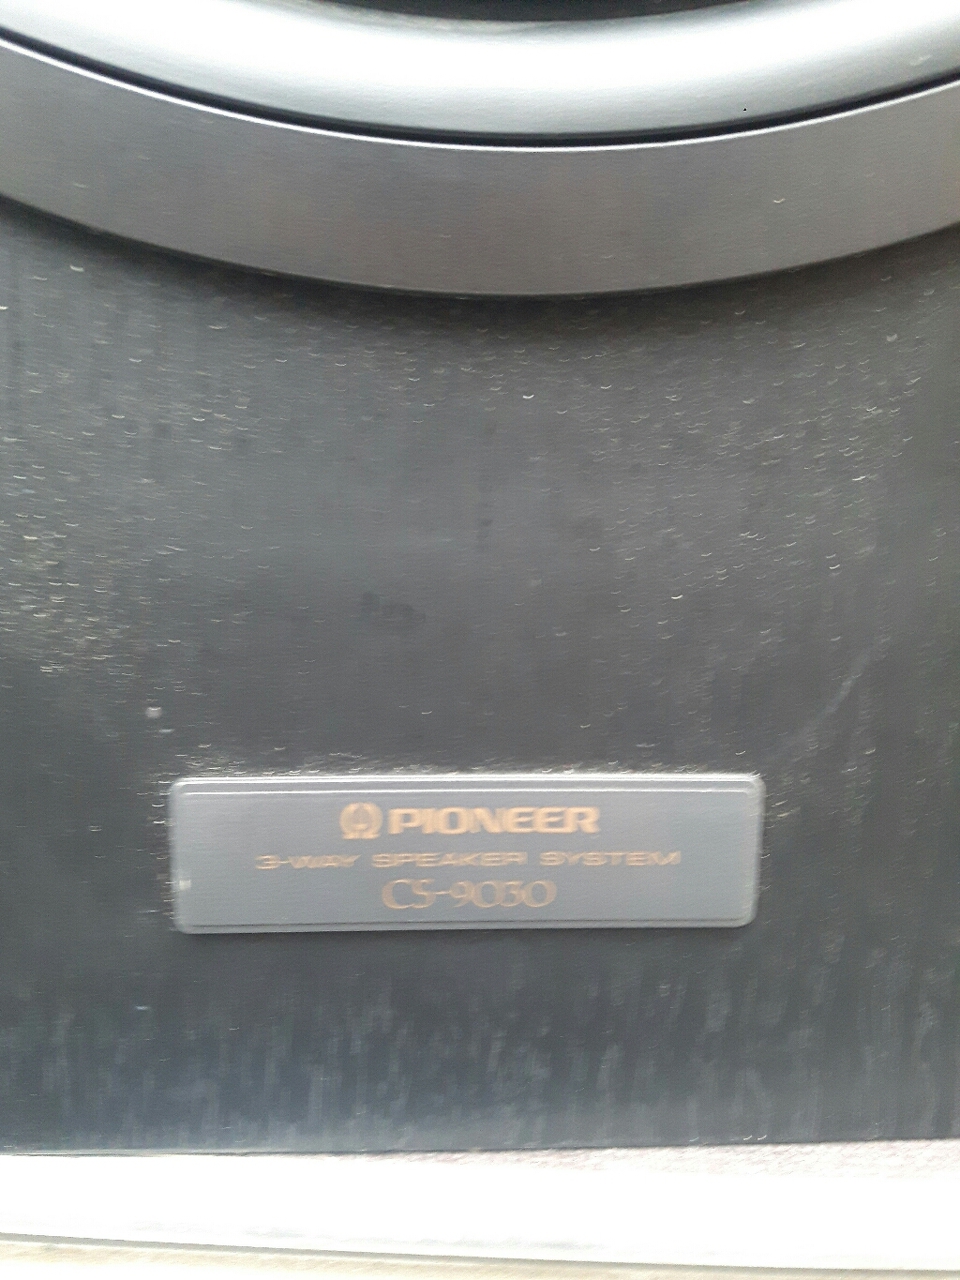 PIONEER
3-WAY SPEAKER SYSTEM
CS-9030